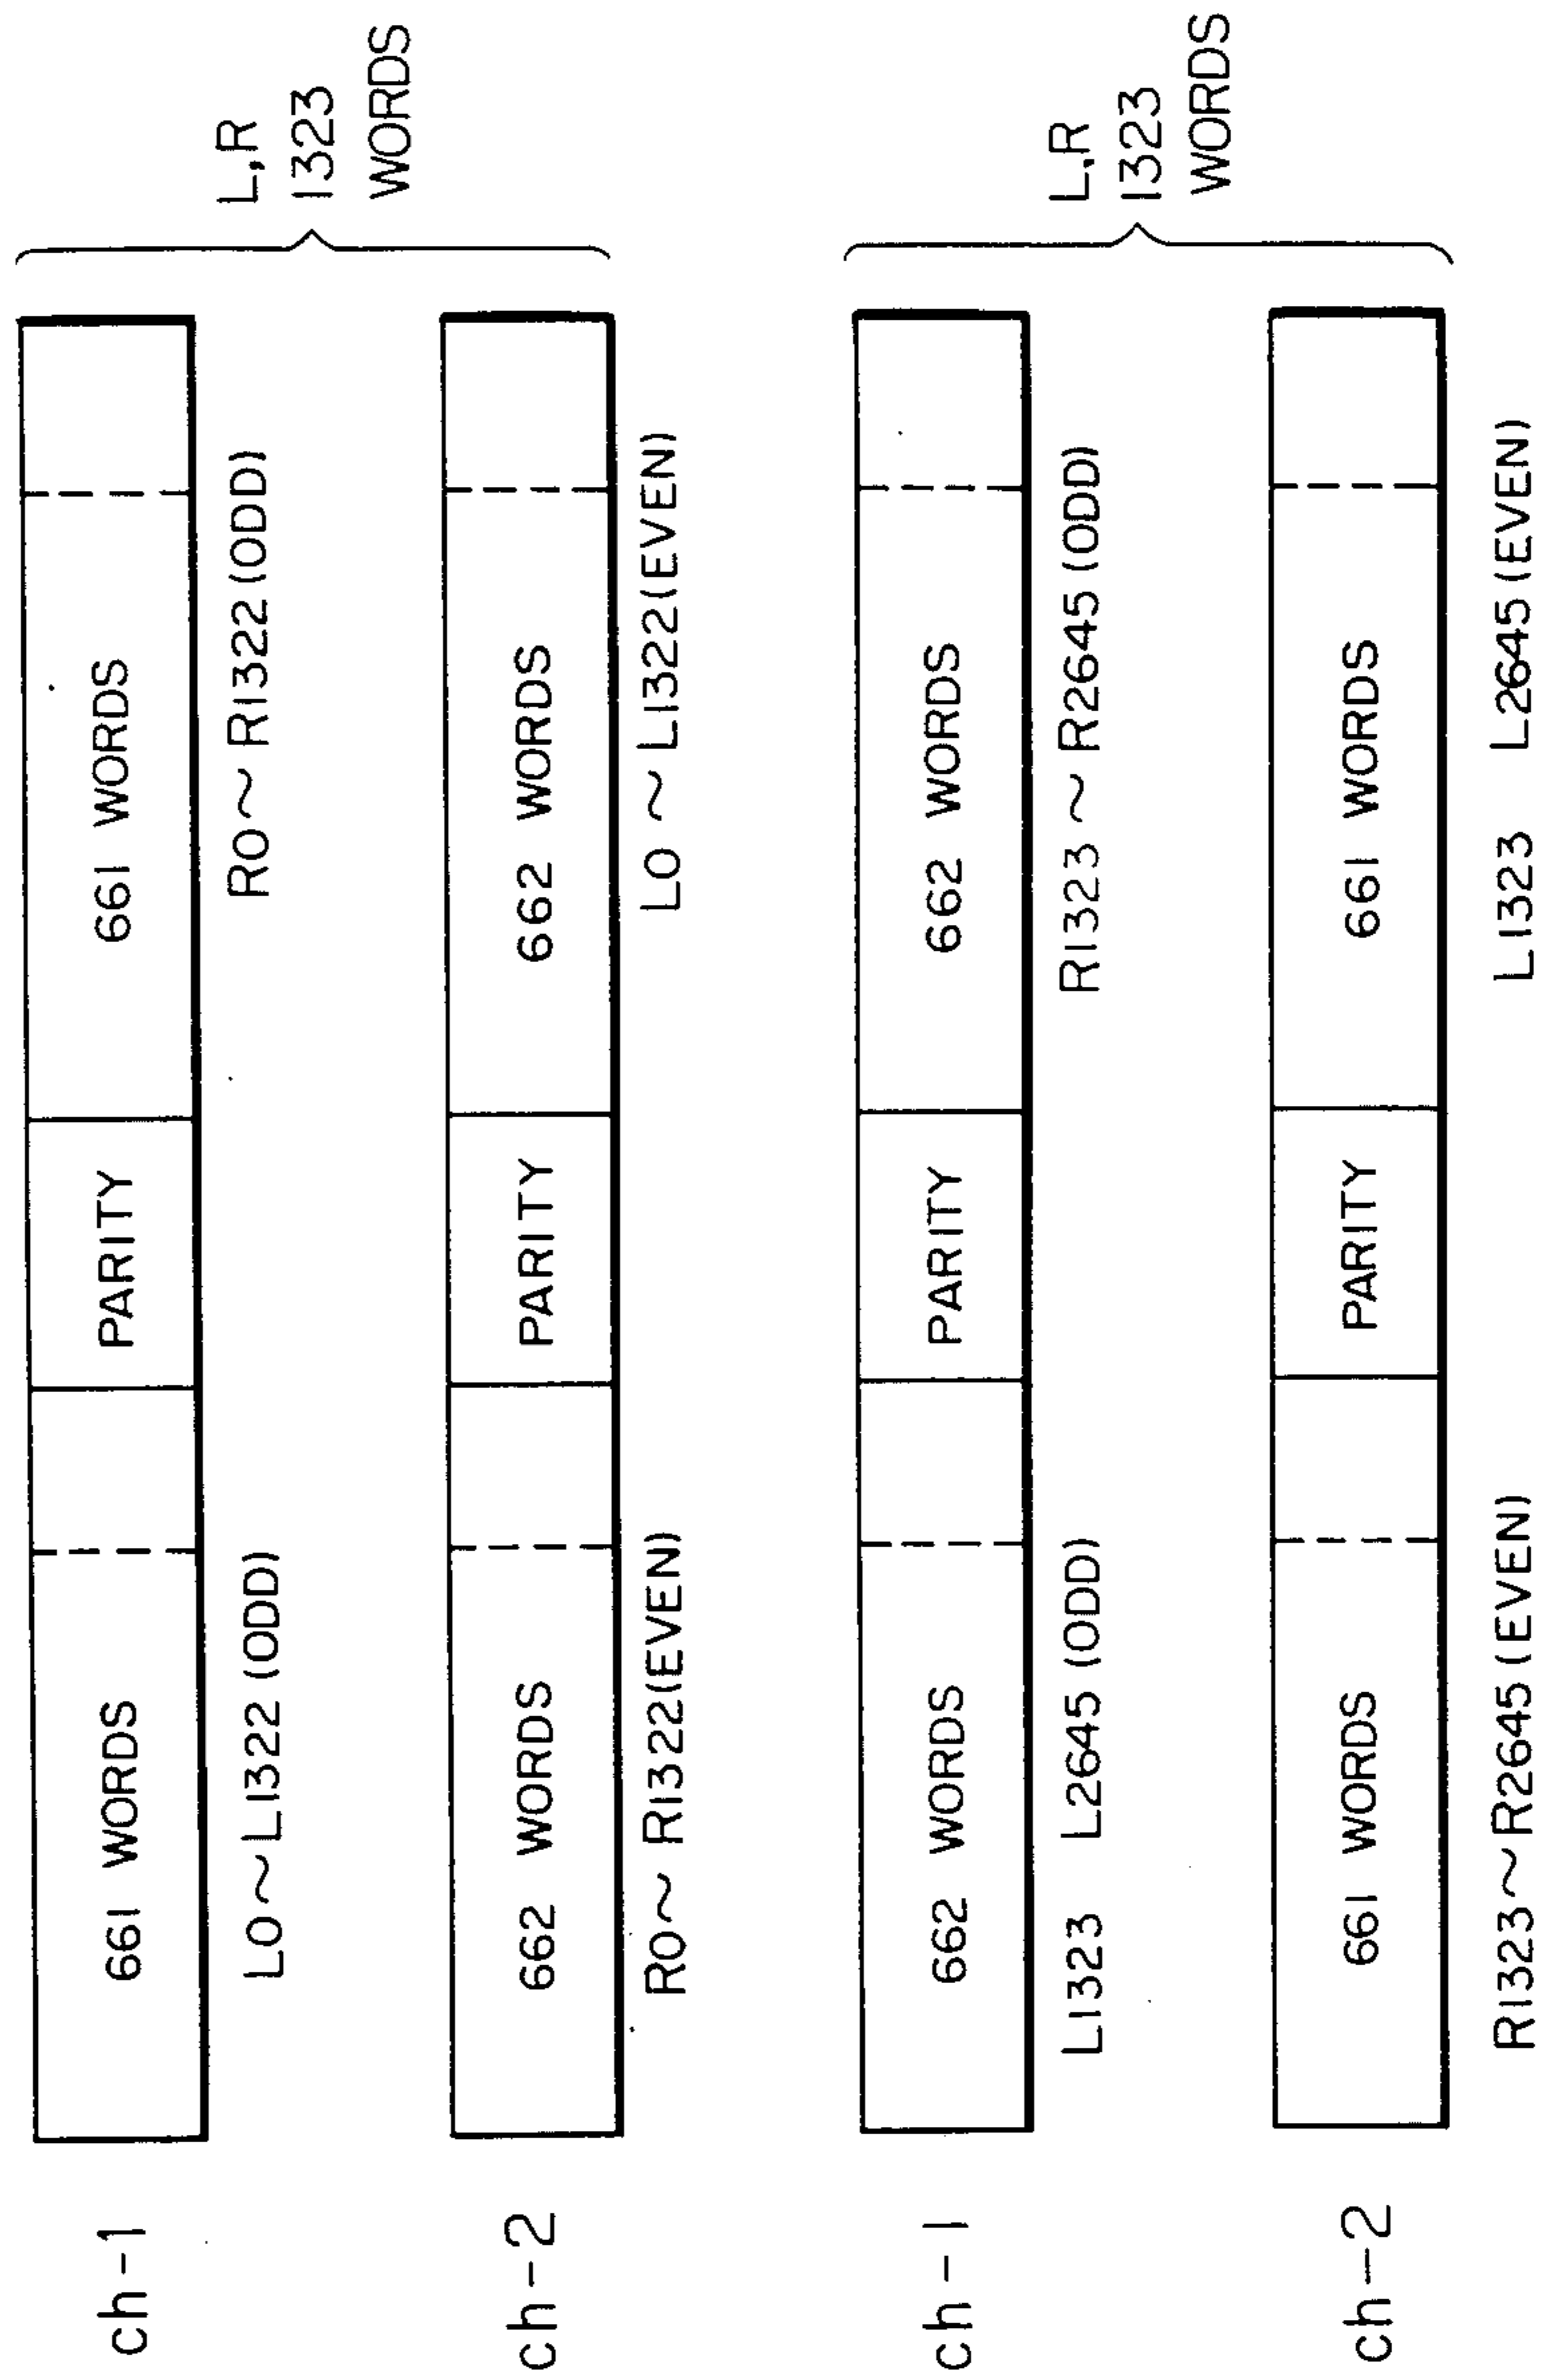 ch-1
661 WORDS
PARITY
661 WORDS
L0~L1322 (ODD)
R0~R1322 (ODD)
ch-2
662 WORDS
PARITY
662 WORDS
R0~R1322(EVEN)
L0~L1322(EVEN)
L,R
1323
WORDS
ch-1
662 WORDS
PARITY
662 WORDS
L1323 L2645 (ODD)
R1323~R2645 (ODD)
ch-2
661 WORDS
PARITY
661 WORDS
R1323~R2645 (EVEN)
L1323 L2645 (EVEN)
L,R
1323
WORDS